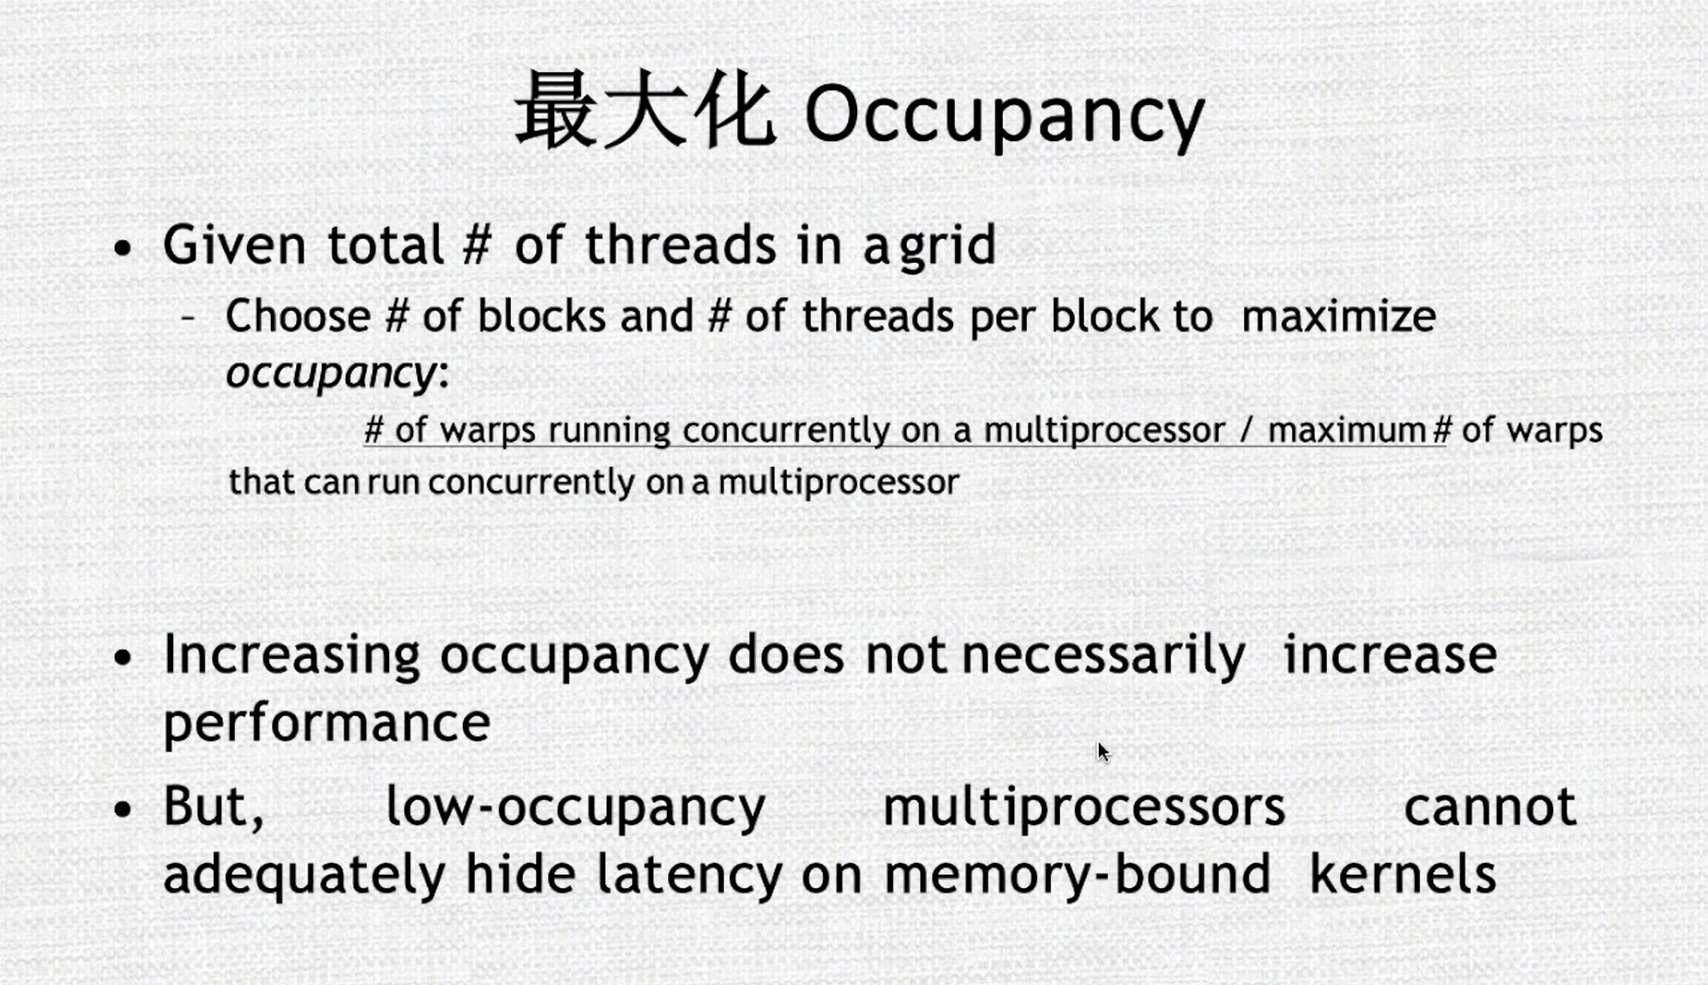 最大化 Occupancy
• Given total # of threads in a grid
– Choose # of blocks and # of threads per block to maximize
occupancy:
# of warps running concurrently on a multiprocessor / maximum # of warps
that can run concurrently on a multiprocessor
• Increasing occupancy does not necessarily increase
performance
• But, low-occupancy multiprocessors cannot
adequately hide latency on memory-bound kernels